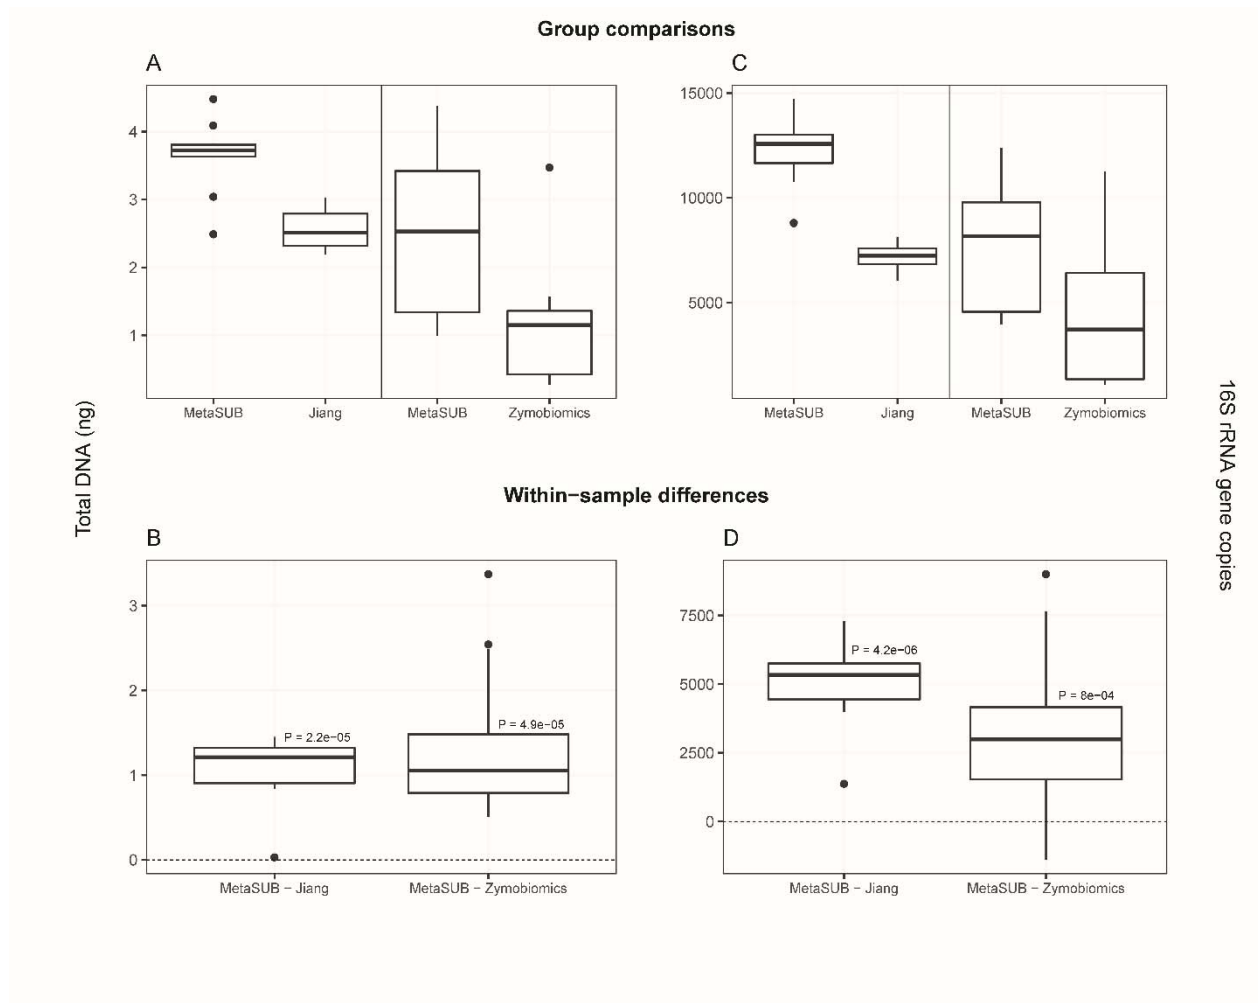 Group comparisons
A
C
4
3
2
1
MetaSUB
Jiang
MetaSUB
Zymobiomics
15000
10000
5000
MetaSUB
Jiang
MetaSUB
Zymobiomics
Total DNA (ng)
16S rRNA gene copies
Within−sample differences
B
D
3
2
1
0
P = 2.2e−05
P = 4.9e−05
MetaSUB − Jiang
MetaSUB − Zymobiomics
7500
5000
2500
0
P = 4.2e−06
P = 8e−04
MetaSUB − Jiang
MetaSUB − Zymobiomics